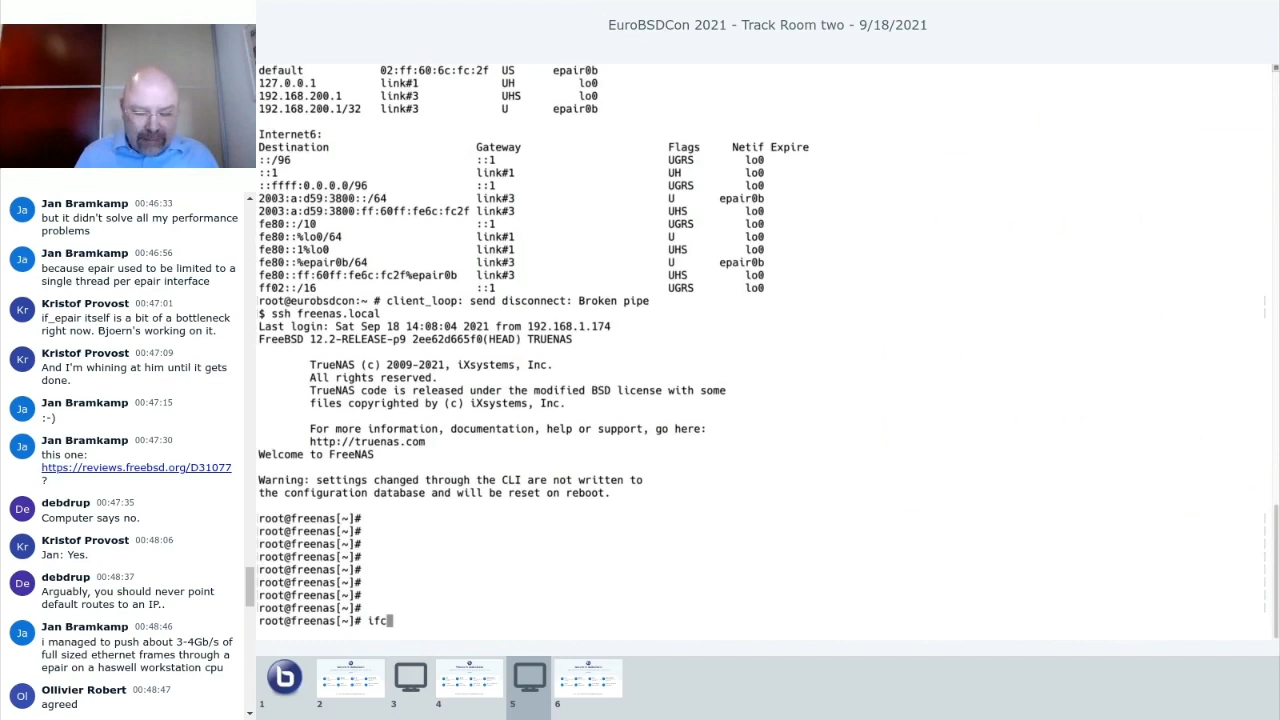 EuroBSDCon 2021 - Track Room two - 9/18/2021
Ja Jan Bramkamp 00:46:33
but it didn't solve all my performance
problems
Ja Jan Bramkamp 00:46:56
because epair used to be limited to a
single thread per epair interface
Kr Kristof Provost 00:47:01
if_epair itself is a bit of a bottleneck
right now. Bjoern's working on it.
Kr Kristof Provost 00:47:09
And I'm whining at him until it gets
done.
Ja Jan Bramkamp 00:47:15
:-)
Ja Jan Bramkamp 00:47:30
this one:
https://reviews.freebsd.org/D31077
?
De debdrup 00:47:35
Computer says no.
Kr Kristof Provost 00:48:06
Jan: Yes.
De debdrup 00:48:37
Arguably, you should never point
default routes to an IP..
Ja Jan Bramkamp 00:48:46
i managed to push about 3-4Gb/s of
full sized ethernet frames through a
epair on a haswell workstation cpu
Ol Ollivier Robert 00:48:47
agreed
default 02:ff:60:6c:fc:2f US epair0b
127.0.0.1 link#1 UH lo0
192.168.200.1 link#3 UHS lo0
192.168.200.1/32 link#3 U epair0b
Internet6:
Destination Gateway Flags Netif Expire
::/96 ::1 UGRS lo0
::1 link#1 UH lo0
::ffff:0.0.0.0/96 ::1 UGRS lo0
2003:a:d59:3800::/64 link#3 U epair0b
2003:a:d59:3800:ff:60ff:fe6c:fc2f link#3 UHS lo0
fe80::/10 ::1 UGRS lo0
fe80::%lo0/64 link#1 U lo0
fe80::1%lo0 link#1 UHS lo0
fe80::%epair0b/64 link#3 U epair0b
fe80::ff:60ff:fe6c:fc2f%epair0b link#3 UHS lo0
ff02::/16 ::1 UGRS lo0
root@eurobsdcon:~ # client_loop: send disconnect: Broken pipe
$ ssh freenas.local
Last login: Sat Sep 18 14:08:04 2021 from 192.168.1.174
FreeBSD 12.2-RELEASE-p9 2ee62d665f0(HEAD) TRUENAS
TrueNAS (c) 2009-2021, iXsystems, Inc.
All rights reserved.
TrueNAS code is released under the modified BSD license with some
files copyrighted by (c) iXsystems, Inc.
For more information, documentation, help or support, go here:
http://truenas.com
Welcome to FreeNAS
Warning: settings changed through the CLI are not written to
the configuration database and will be reset on reboot.
root@freenas[~]#
root@freenas[~]#
root@freenas[~]#
root@freenas[~]#
root@freenas[~]#
root@freenas[~]#
root@freenas[~]#
root@freenas[~]#
root@freenas[~]# ifc
b
1 2 3 4 5 6